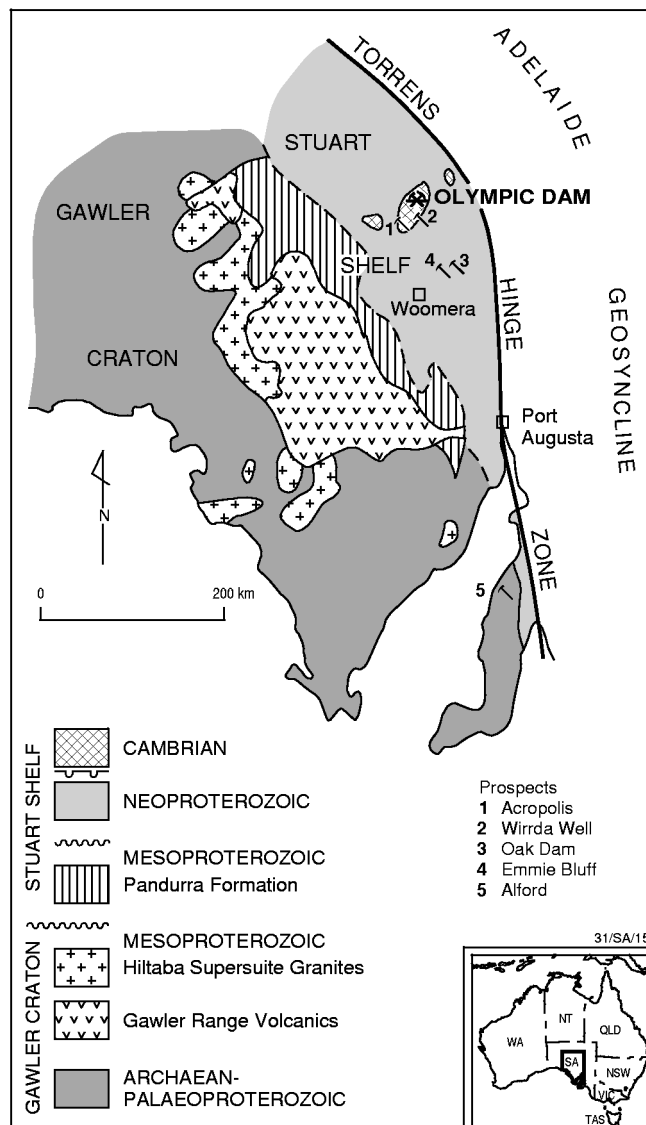 ADELAIDE
GEOSYNCLINE
TORRENS
HINGE
ZONE
STUART
SHELF
GAWLER
CRATON
OLYMPIC DAM
1
2
4
3
Woomera
Port
Augusta
N
0
200 km
5
STUART SHELF
CAMBRIAN
NEOPROTEROZOIC
MESOPROTEROZOIC
Pandurra Formation
GAWLER CRATON
MESOPROTEROZOIC
Hiltaba Supersuite Granites
Gawler Range Volcanics
ARCHAEAN-
PALAEOPROTEROZOIC
Prospects
1 Acropolis
2 Wirrda Well
3 Oak Dam
4 Emmie Bluff
5 Alford
31/SA/15
WA
NT
QLD
SA
NSW
VIC
TAS